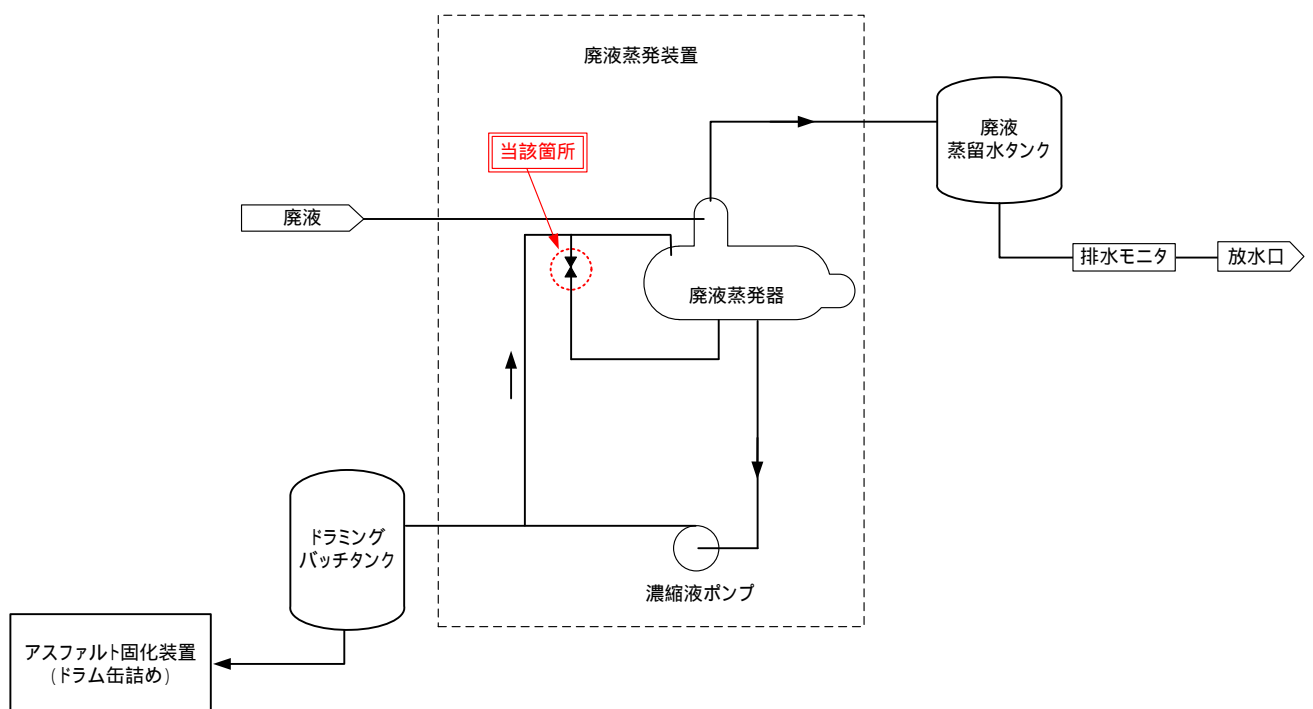 廃液蒸発装置
廃液
蒸留水タンク
当該箇所
廃液
排水モニタ
放水口
廃液蒸発器
ドラミング
バッチタンク
濃縮液ポンプ
アスファルト固化装置
(ドラム缶詰め)